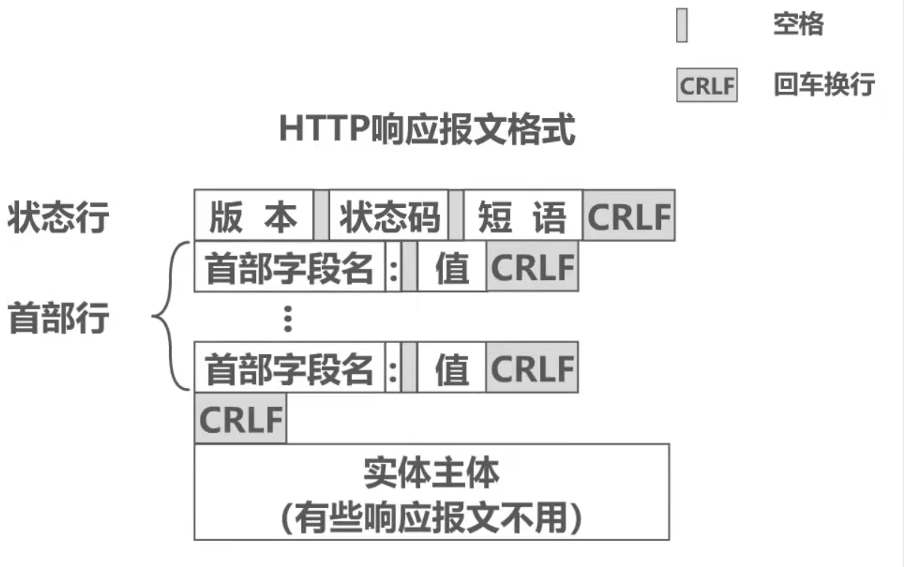 空格
CRLF 回车换行
HTTP响应报文格式
状态行 版 本 状态码 短 语 CRLF
首部字段名 : 值 CRLF
首部行
⋮
首部字段名 : 值 CRLF
CRLF
实体主体
（有些响应报文不用）